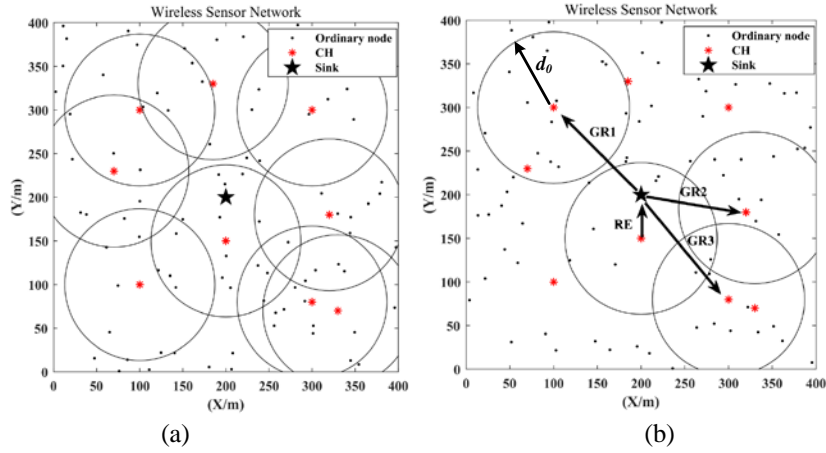 Wireless Sensor Network
400
350
300
250
200
150
100
50
0
(Y/m)
0 50 100 150 200 250 300 350 400
(X/m)
Ordinary node
CH
Sink
(a)
Wireless Sensor Network
400
350
300
250
200
150
100
50
0
(Y/m)
0 50 100 150 200 250 300 350 400
(X/m)
Ordinary node
CH
Sink
d0
GR1
GR2
RE
GR3
(b)